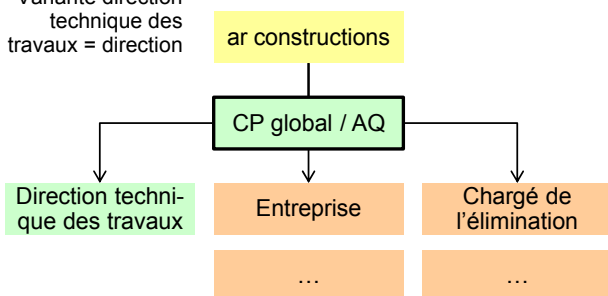 Variante direction
technique des
travaux = direction
ar constructions
CP global / AQ
Direction techni-
que des travaux
Entreprise
Chargé de
l'élimination
…
…